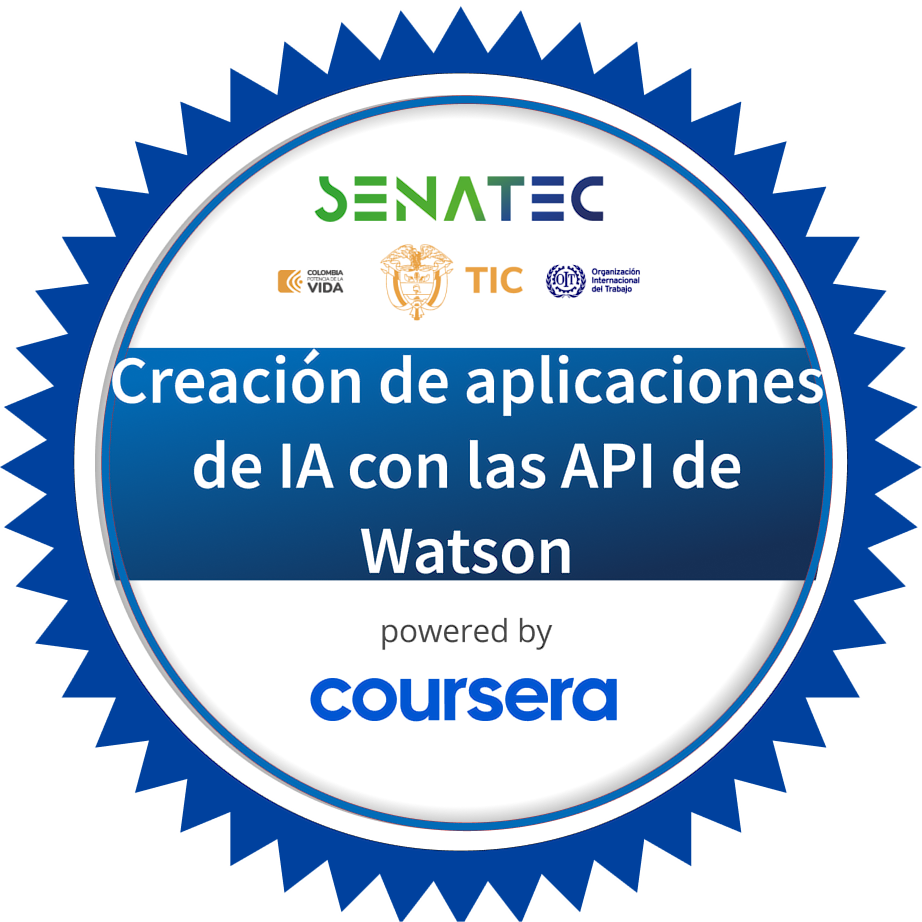 SENATEC
COLOMBIA
POTENCIA DE LA
VIDA
TIC
OIT
Organización
Internacional
del Trabajo
Creación de aplicaciones
de IA con las API de
Watson
powered by
coursera